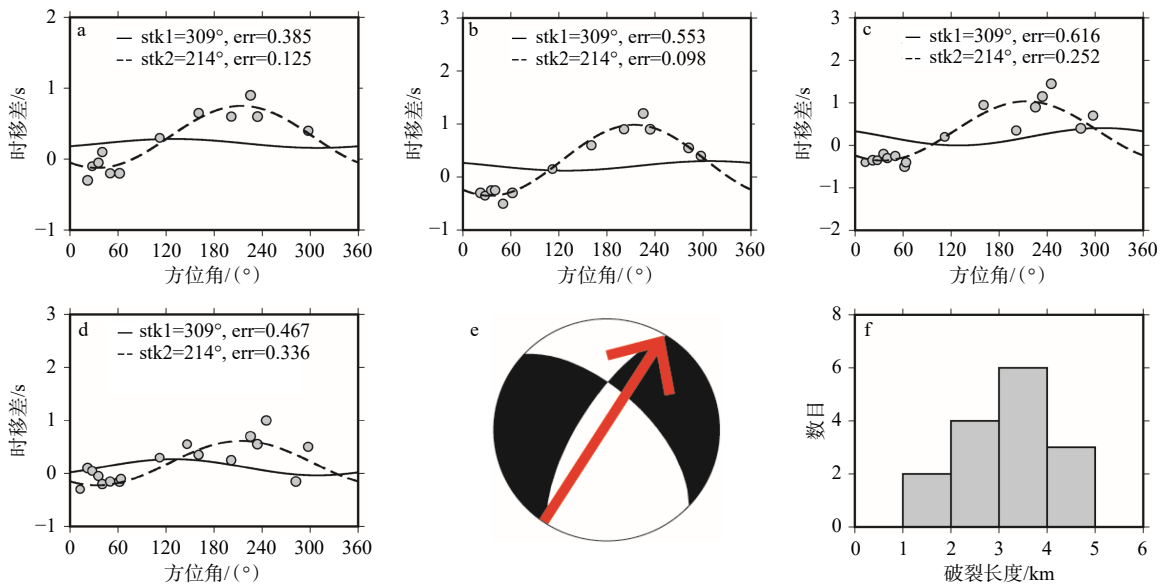 a
stk1=309°, err=0.385
stk2=214°, err=0.125
时移差/s
2
1
0
−1
0 60 120 180 240 300 360
方位角/(°)
b
stk1=309°, err=0.553
stk2=214°, err=0.098
时移差/s
3
2
1
0
−1
0 60 120 180 240 300 360
方位角/(°)
c
stk1=309°, err=0.616
stk2=214°, err=0.252
时移差/s
3
2
1
0
−1
−2
0 60 120 180 240 300 360
方位角/(°)
d
stk1=309°, err=0.467
stk2=214°, err=0.336
时移差/s
3
2
1
0
−1
0 60 120 180 240 300 360
方位角/(°)
e
f
数目
8
6
4
2
0
0 1 2 3 4 5 6
破裂长度/km